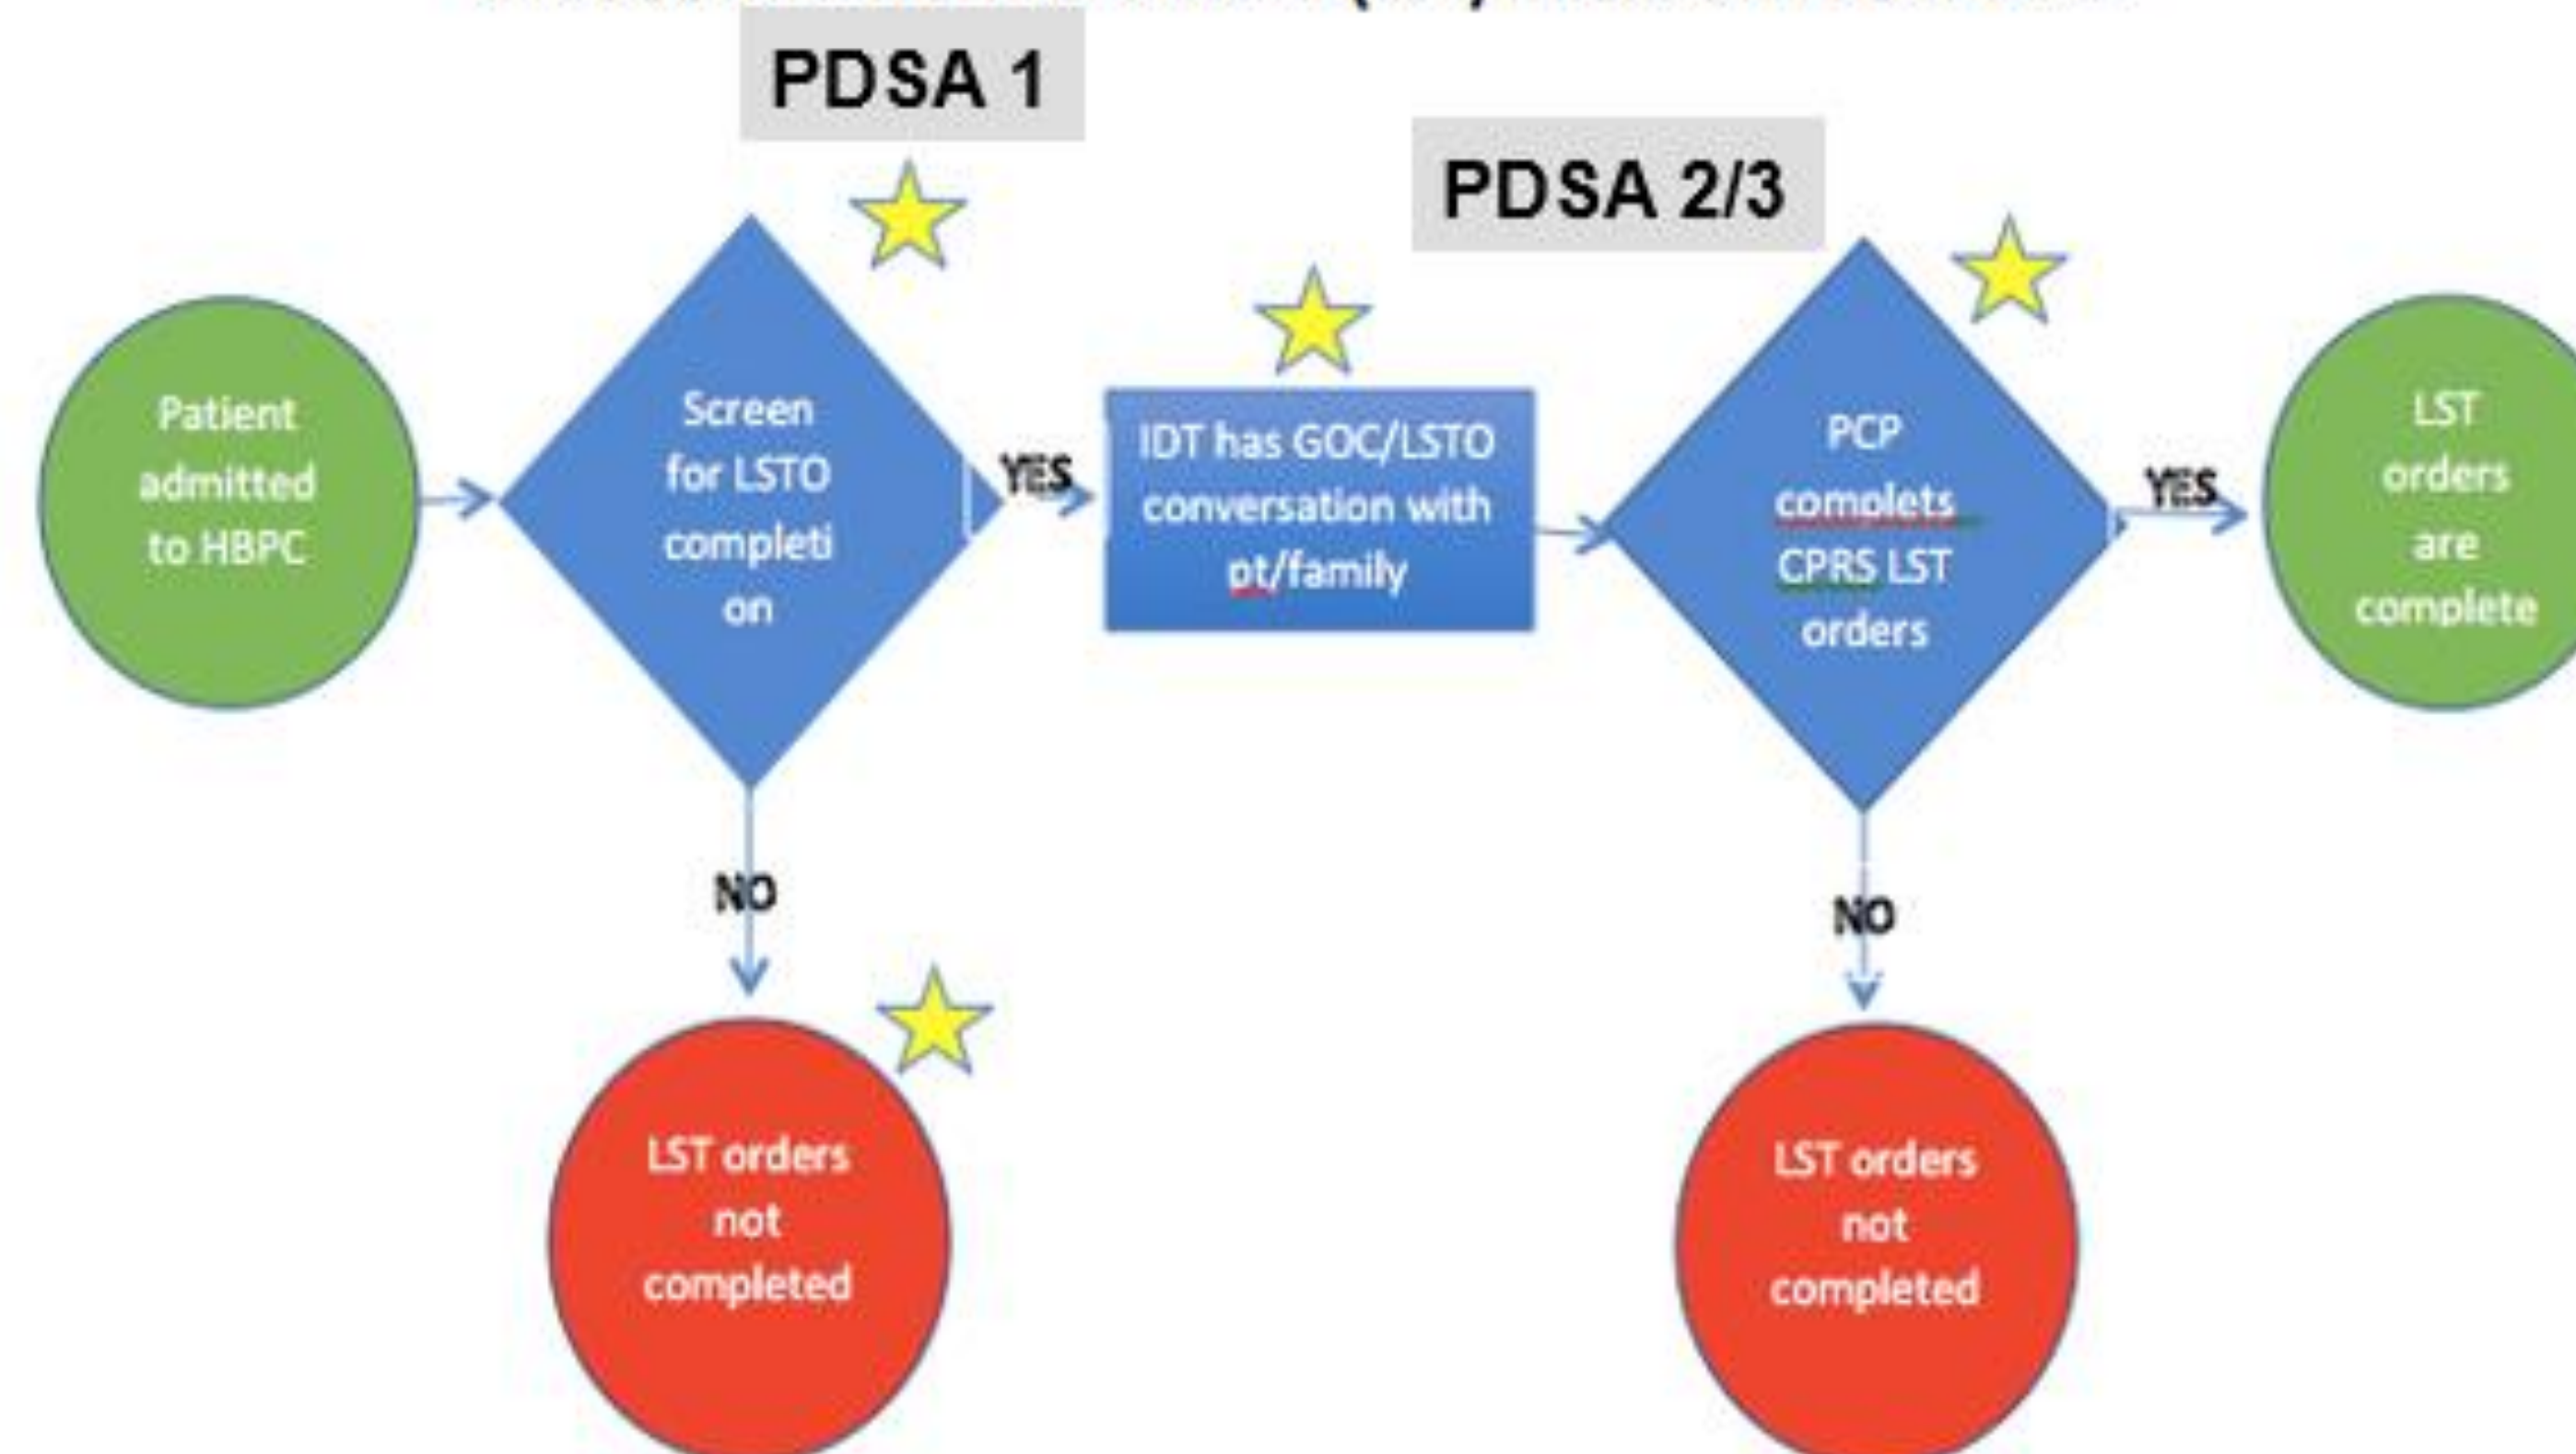 PDSA 1
PDSA 2/3
Patient
admitted
to HBPC
Screen
for LSTO
completi
on
YES
IDT has GOC/LSTO
conversation with
pt/family
PCP
complets
CPRS LST
orders
YES
LST
orders
are
complete
NO
NO
LST orders
not
completed
LST orders
not
completed